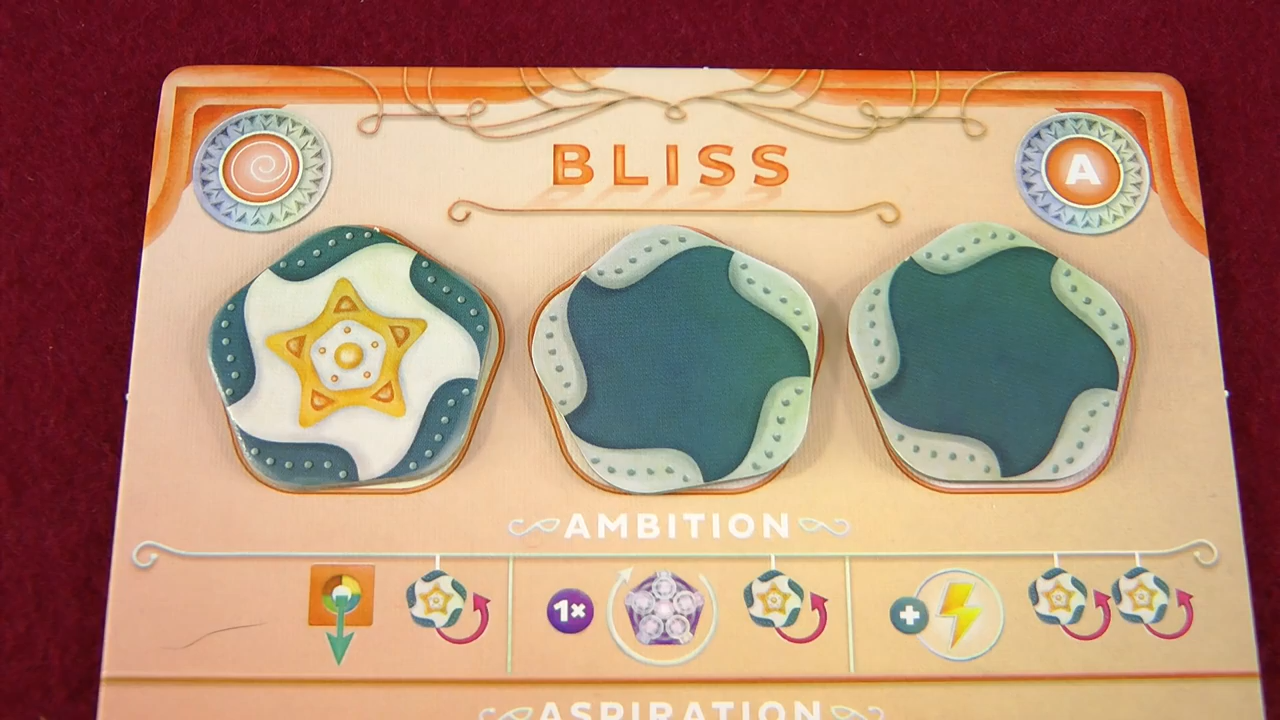 BLISS
A
AMBITION
1×
+
ASPIRATION